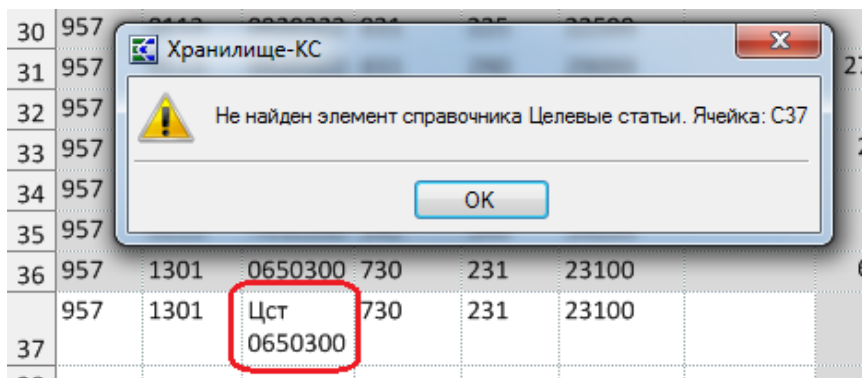 30 957
Хранилище-КС
31 957 27
32 957 Не найден элемент справочника Целевые статьи. Ячейка: C37
33 957
34 957 OK
35 957
36 957 1301 0650300 730 231 23100
957 1301 Цст 730 231 23100
37 0650300